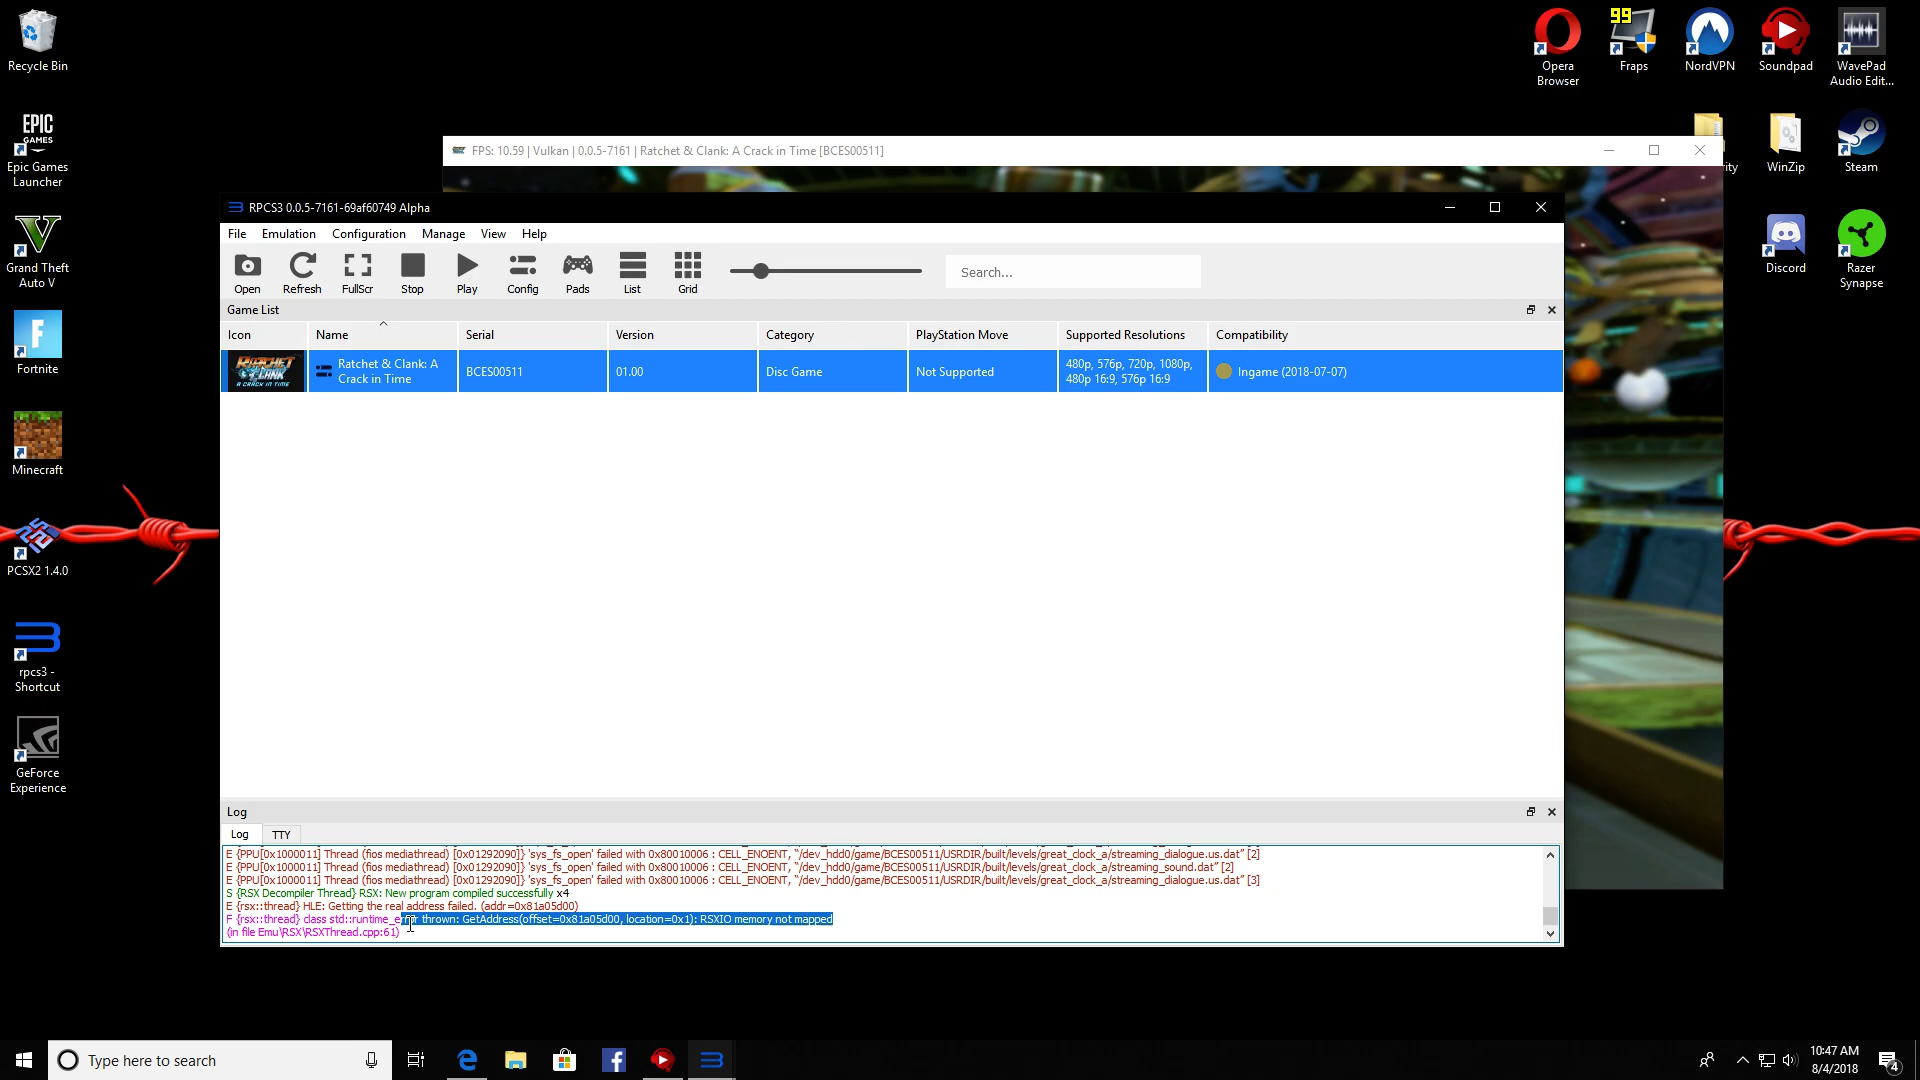 Recycle Bin
EPIC
GAMES
Epic Games
Launcher
Grand Theft
Auto V
Fortnite
Minecraft
PCSX2 1.4.0
rpcs3 -
Shortcut
GeForce
Experience
Opera
Browser
99
Fraps
NordVPN
Soundpad
WavePad
Audio Edit...
ity
WinZip
Steam
Discord
Razer
Synapse
FPS: 10.59 | Vulkan | 0.0.5-7161 | Ratchet & Clank: A Crack in Time [BCES00511]
RPCS3 0.0.5-7161-69af60749 Alpha
File Emulation Configuration Manage View Help
Open Refresh FullScr Stop Play Config Pads List Grid
Search...
Game List
Icon Name Serial Version Category PlayStation Move Supported Resolutions Compatibility
RATCHET
CLANK
A CRACK IN TIME
Ratchet & Clank: A
Crack in Time
BCES00511
01.00
Disc Game
Not Supported
480p, 576p, 720p, 1080p,
480p 16:9, 576p 16:9
Ingame (2018-07-07)
Log
Log TTY
E {PPU[0x1000011] Thread (fios mediathread) [0x01292090]} 'sys_fs_open' failed with 0x80010006 : CELL_ENOENT, “/dev_hdd0/game/BCES00511/USRDIR/built/levels/great_clock_a/streaming_dialogue.us.dat” [2]
E {PPU[0x1000011] Thread (fios mediathread) [0x01292090]} 'sys_fs_open' failed with 0x80010006 : CELL_ENOENT, “/dev_hdd0/game/BCES00511/USRDIR/built/levels/great_clock_a/streaming_sound.dat” [2]
E {PPU[0x1000011] Thread (fios mediathread) [0x01292090]} 'sys_fs_open' failed with 0x80010006 : CELL_ENOENT, “/dev_hdd0/game/BCES00511/USRDIR/built/levels/great_clock_a/streaming_dialogue.us.dat” [3]
S {RSX Decompiler Thread} RSX: New program compiled successfully x4
E {rsx::thread} HLE: Getting the real address failed. (addr=0x81a05d00)
F {rsx::thread} class std::runtime_error thrown: GetAddress(offset=0x81a05d00, location=0x1): RSXIO memory not mapped
(in file Emu\RSX\RSXThread.cpp:61)
Type here to search
10:47 AM
8/4/2018
4